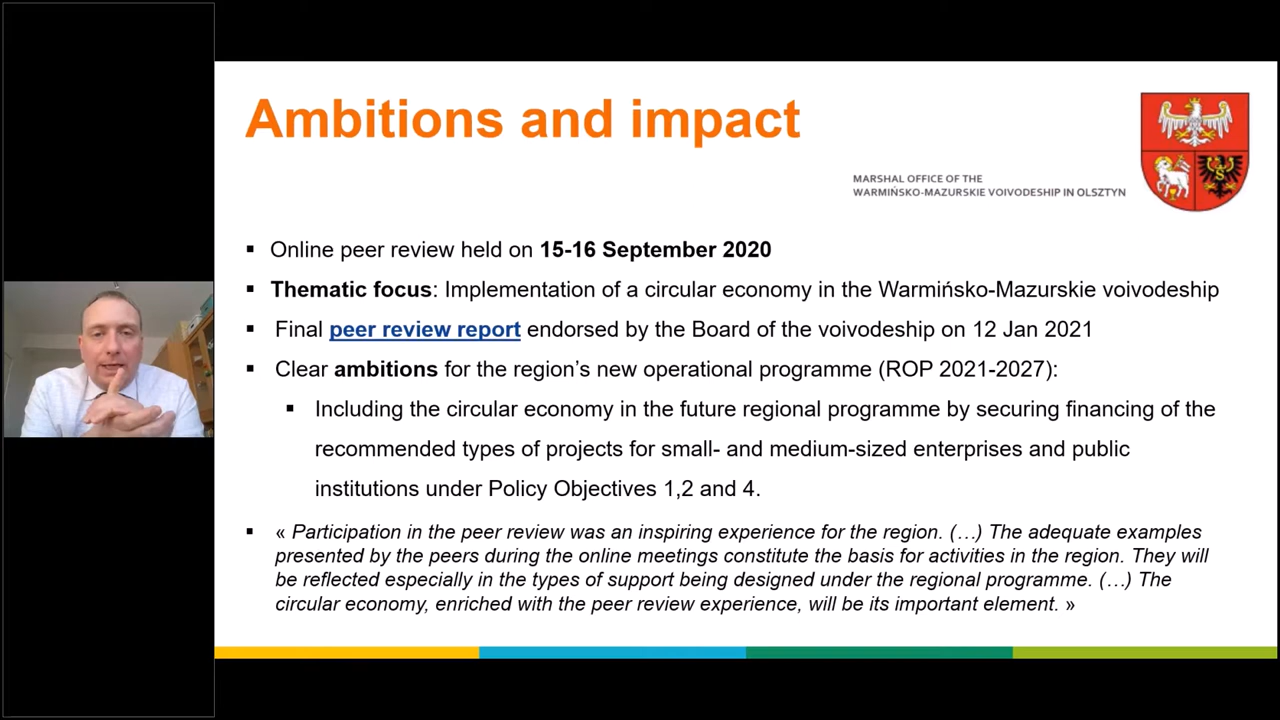 Ambitions and impact
MARSHAL OFFICE OF THE
WARMIŃSKO-MAZURSKIE VOIVODESHIP IN OLSZTYN
▪ Online peer review held on 15-16 September 2020
▪ Thematic focus: Implementation of a circular economy in the Warmińsko-Mazurskie voivodeship
▪ Final peer review report endorsed by the Board of the voivodeship on 12 Jan 2021
▪ Clear ambitions for the region’s new operational programme (ROP 2021-2027):
▪ Including the circular economy in the future regional programme by securing financing of the
recommended types of projects for small- and medium-sized enterprises and public
institutions under Policy Objectives 1,2 and 4.
▪ « Participation in the peer review was an inspiring experience for the region. (…) The adequate examples
presented by the peers during the online meetings constitute the basis for activities in the region. They will
be reflected especially in the types of support being designed under the regional programme. (…) The
circular economy, enriched with the peer review experience, will be its important element. »